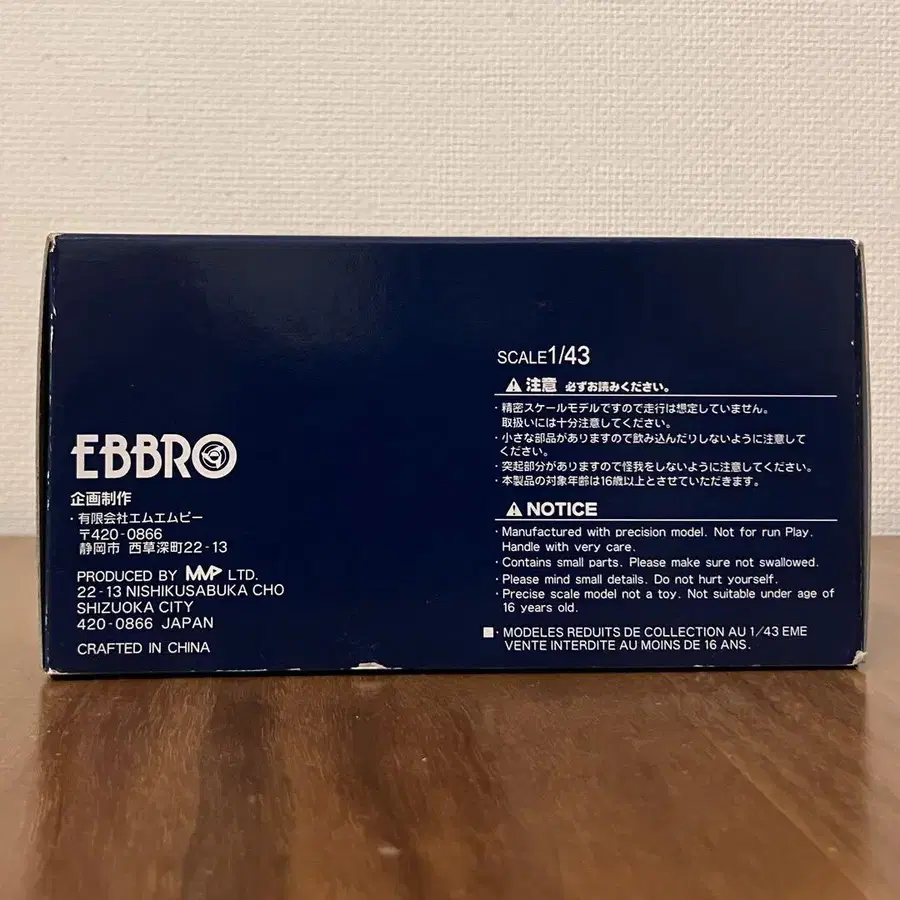 EBBRO
企画制作
・有限会社エムエムピー
〒420-0866
静岡市 西草深町22-13
PRODUCED BY MMP LTD.
22-13 NISHIKUSABUKA CHO
SHIZUOKA CITY
420-0866 JAPAN
CRAFTED IN CHINA
SCALE1/43
注意 必ずお読みください。
・精密スケールモデルですので走行は想定していません。
取扱いには十分注意してください。
・小さな部品がありますので飲み込んだりしないように注意して
ください。
・突起部分がありますので怪我をしないように注意してください。
・本製品の対象年齢は16歳以上とさせていただきます。
NOTICE
・Manufactured with precision model. Not for run Play.
Handle with very care.
・Contains small parts. Please make sure not swallowed.
・Please mind small details. Do not hurt yourself.
・Precise scale model not a toy. Not suitable under age of
16 years old.
・MODELES REDUITS DE COLLECTION AU 1/43 EME
VENTE INTERDITE AU MOINS DE 16 ANS.